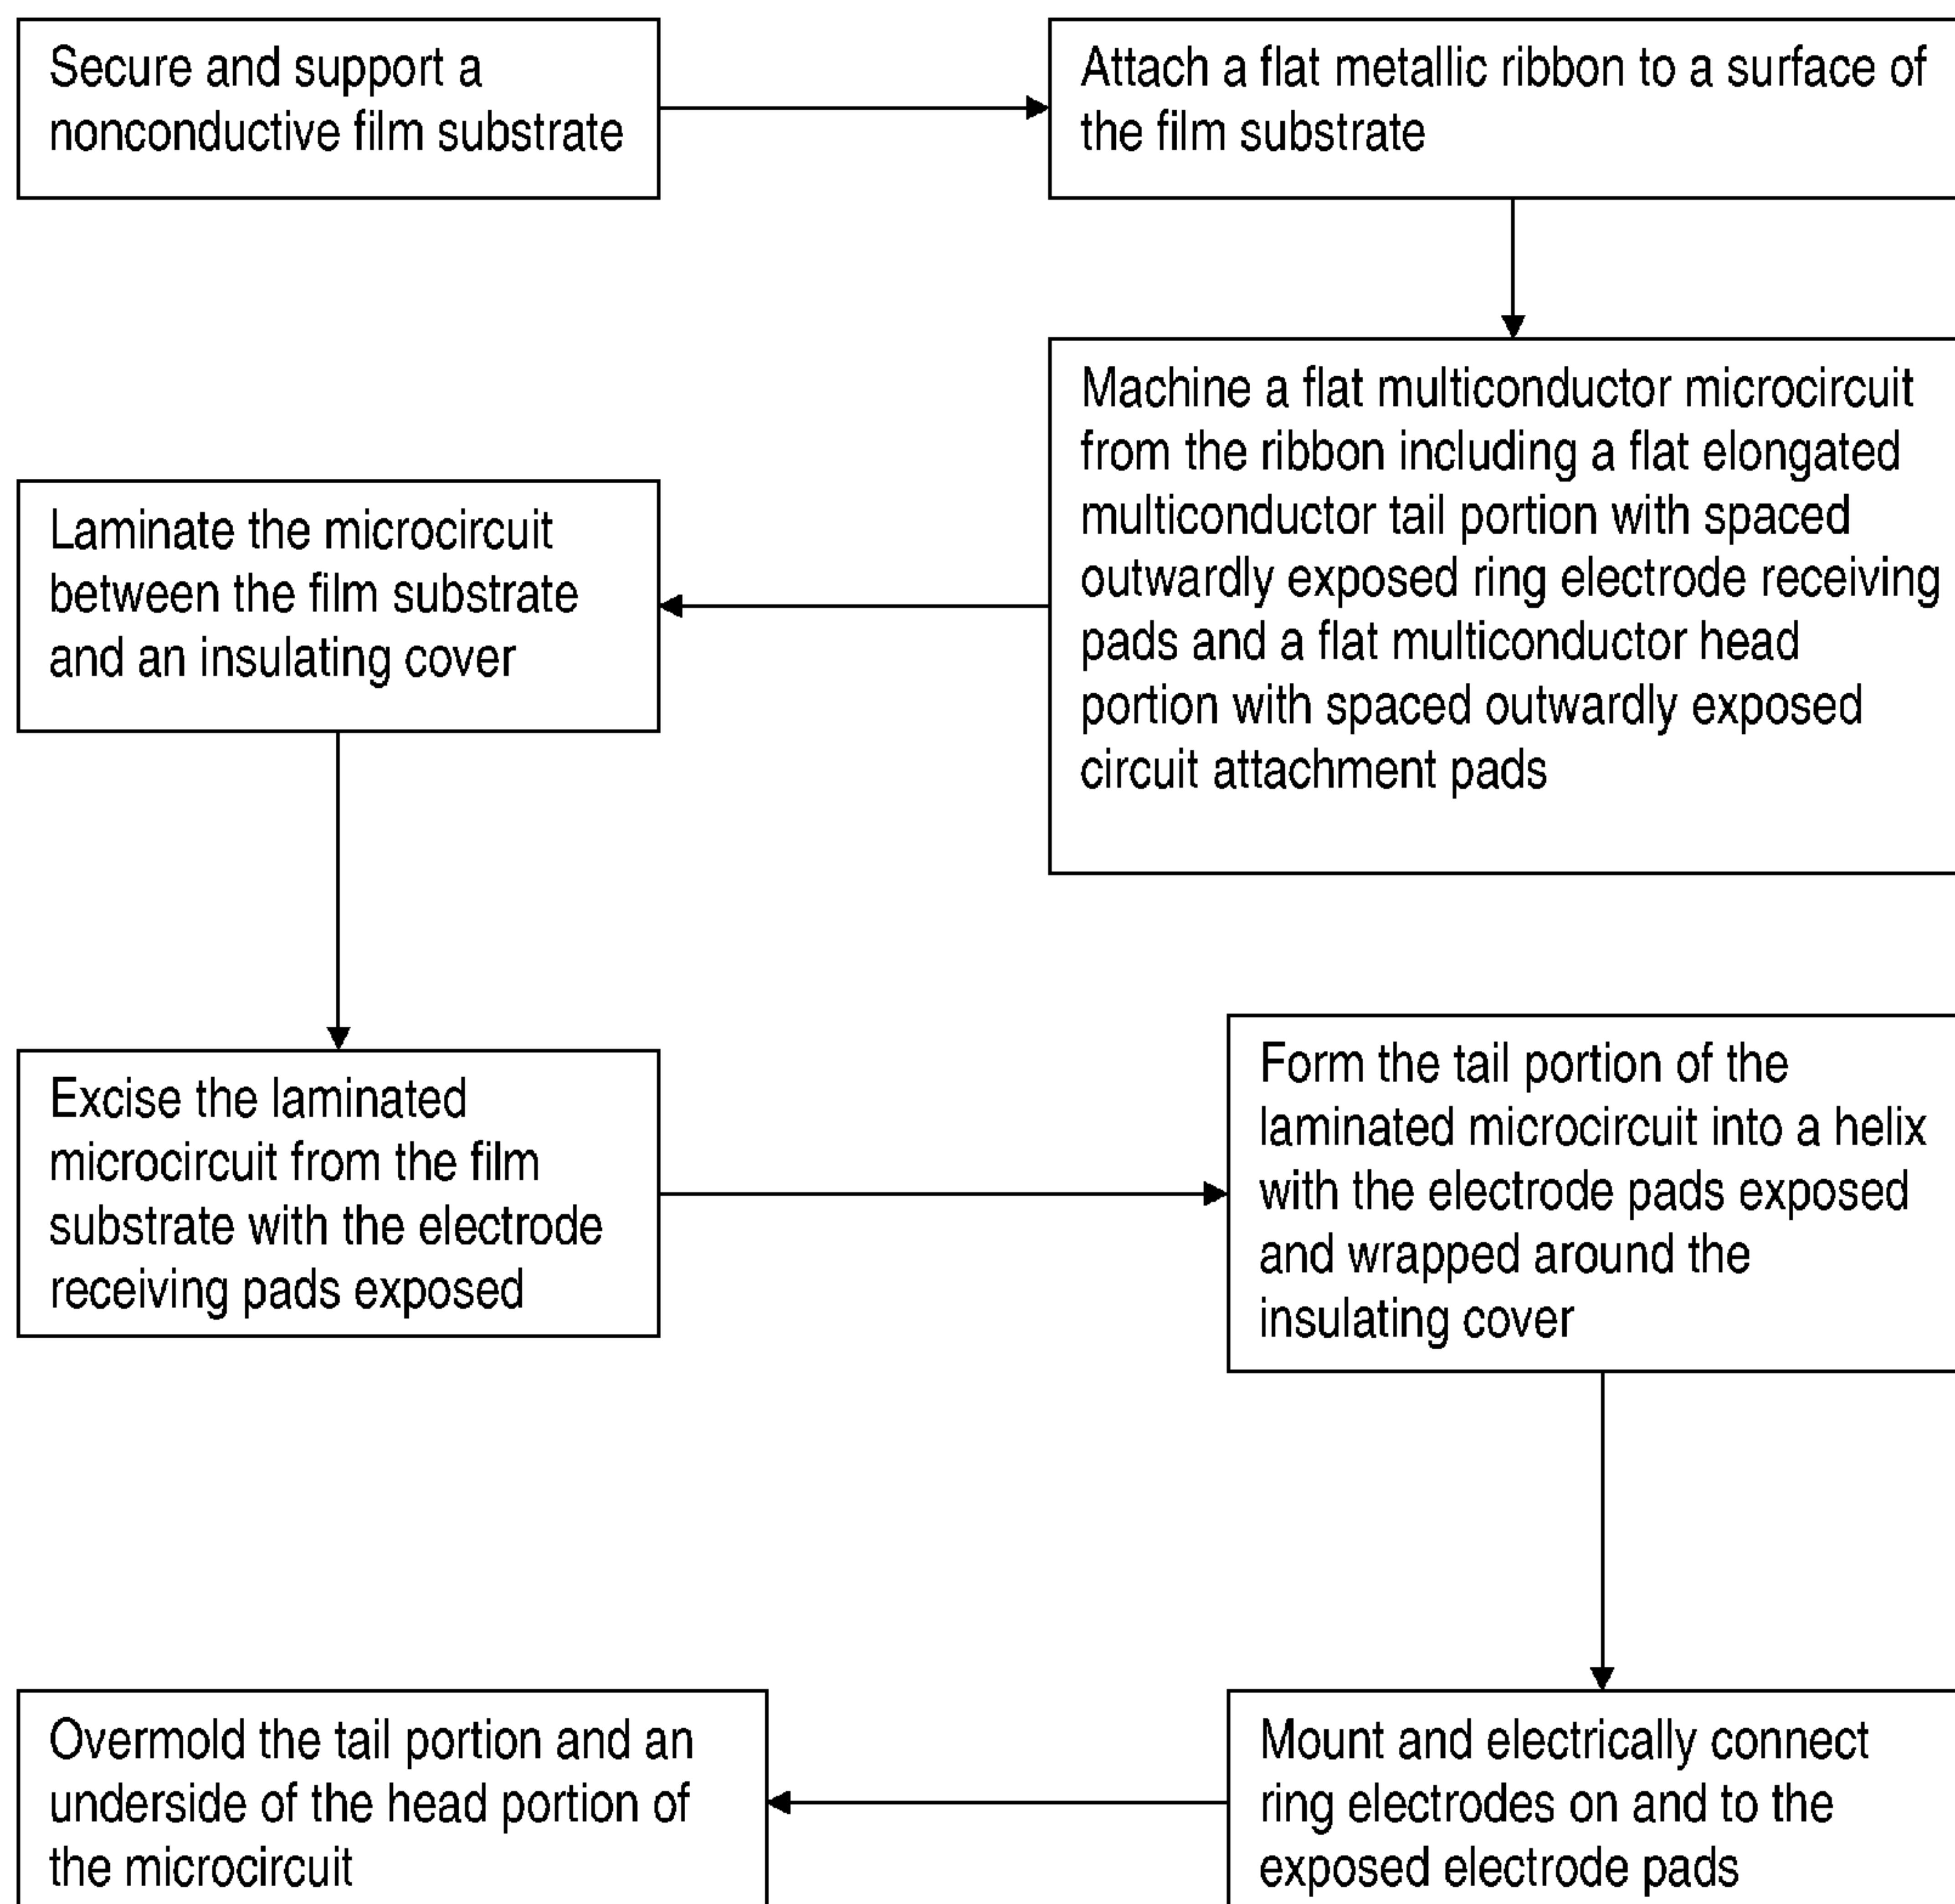 Secure and support a
nonconductive film substrate
Attach a flat metallic ribbon to a surface of
the film substrate
Machine a flat multiconductor microcircuit
from the ribbon including a flat elongated
multiconductor tail portion with spaced
outwardly exposed ring electrode receiving
pads and a flat multiconductor head
portion with spaced outwardly exposed
circuit attachment pads
Laminate the microcircuit
between the film substrate
and an insulating cover
Excise the laminated
microcircuit from the film
substrate with the electrode
receiving pads exposed
Form the tail portion of the
laminated microcircuit into a helix
with the electrode pads exposed
and wrapped around the
insulating cover
Mount and electrically connect
ring electrodes on and to the
exposed electrode pads
Overmold the tail portion and an
underside of the head portion of
the microcircuit